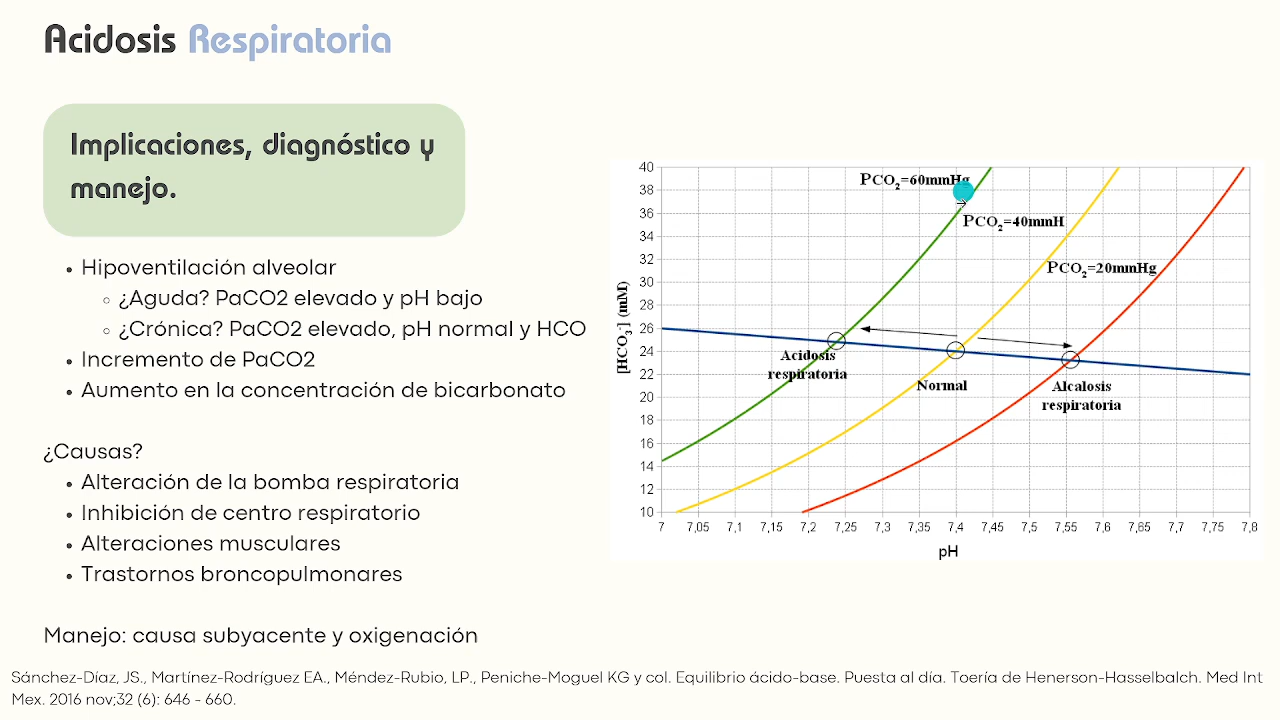 Acidosis Respiratoria
Implicaciones, diagnóstico y
manejo.
Hipoventilación alveolar
¿Aguda? PaCO2 elevado y pH bajo
¿Crónica? PaCO2 elevado, pH normal y HCO
Incremento de PaCO2
Aumento en la concentración de bicarbonato
¿Causas?
Alteración de la bomba respiratoria
Inhibición de centro respiratorio
Alteraciones musculares
Trastornos broncopulmonares
Manejo: causa subyacente y oxigenación
[HCO₃⁻] (mM)
40
38
36
34
32
30
28
26
24
22
20
18
16
14
12
10
PCO₂=60mmHg
PCO₂=40mmH
PCO₂=20mmHg
Acidosis
respiratoria
Normal
Alcalosis
respiratoria
7 7,05 7,1 7,15 7,2 7,25 7,3 7,35 7,4 7,45 7,5 7,55 7,6 7,65 7,7 7,75 7,8
pH
Sánchez-Díaz, JS., Martínez-Rodríguez EA., Méndez-Rubio, LP., Peniche-Moguel KG y col. Equilibrio ácido-base. Puesta al día. Toería de Henerson-Hasselbalch. Med Int
Mex. 2016 nov;32 (6): 646 - 660.